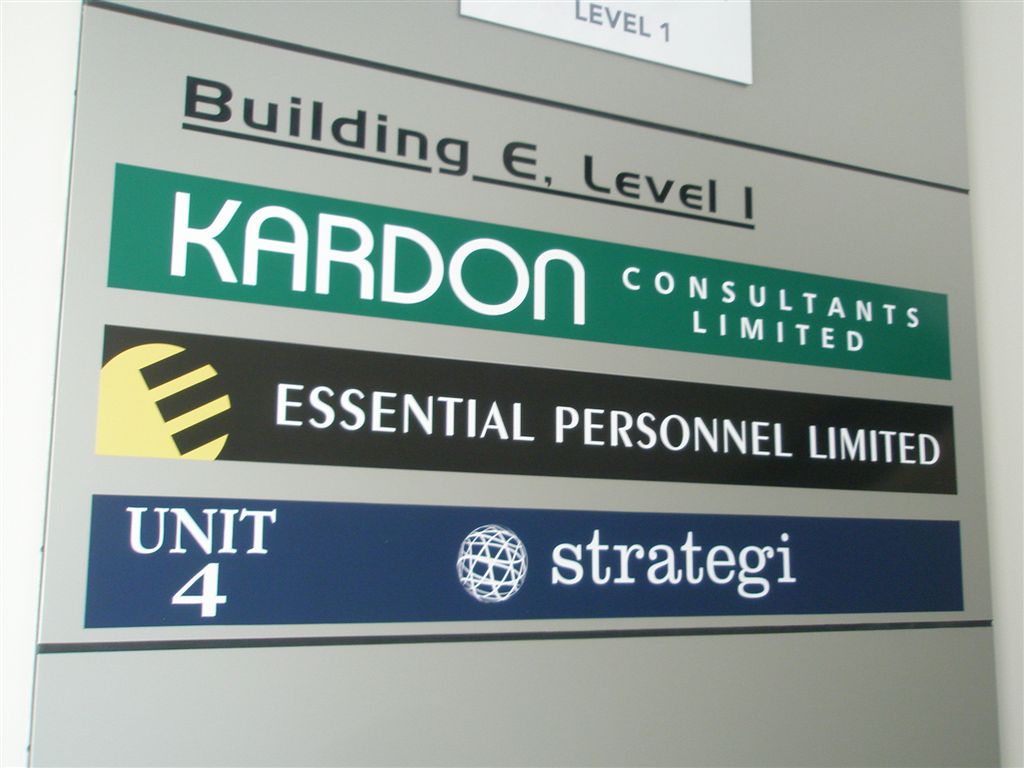 LEVEL 1
Building E, Level 1
KARDON CONSULTANTS
LIMITED
ESSENTIAL PERSONNEL LIMITED
UNIT
4
strategi